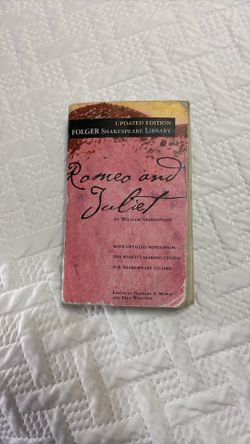 UPDATED EDITION
FOLGER SHAKESPEARE LIBRARY
Romeo and
Juliet
BY WILLIAM SHAKESPEARE
WITH DETAILED NOTES FROM
THE WORLD'S LEADING CENTER
FOR SHAKESPEARE STUDIES
EDITED BY BARBARA A. MOWAT
AND PAUL WERSTINE